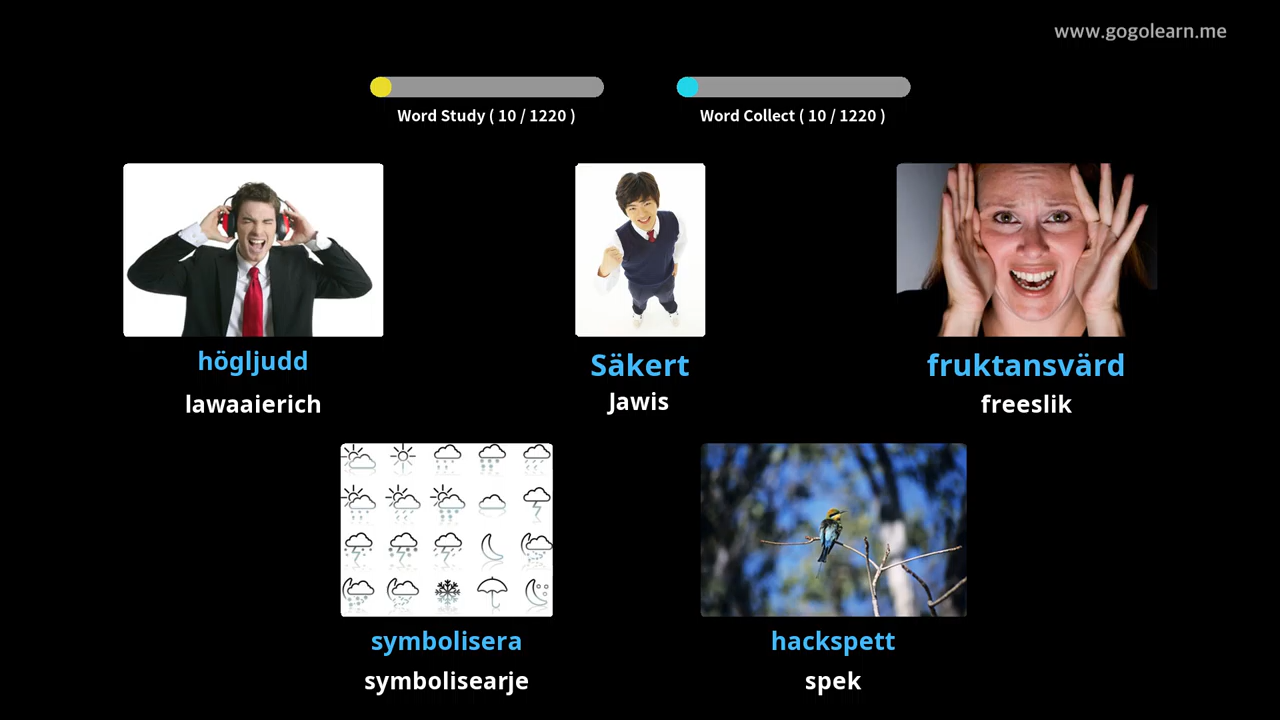 www.gogolearn.me
Word Study ( 10 / 1220 )
Word Collect ( 10 / 1220 )
högljudd
Säkert
fruktansvärd
lawaaierich
Jawis
freeslik
symbolisera
hackspett
symbolisearje
spek